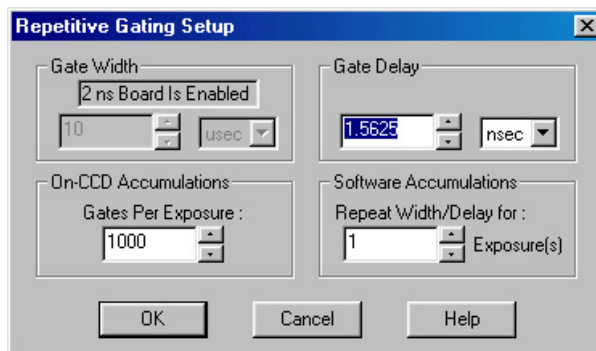 Repetitive Gating Setup
Gate Width
2 ns Board Is Enabled
10 usec
Gate Delay
1.5625 nsec
On-CCD Accumulations
Gates Per Exposure :
1000
Software Accumulations
Repeat Width/Delay for :
1 Exposure(s)
OK Cancel Help